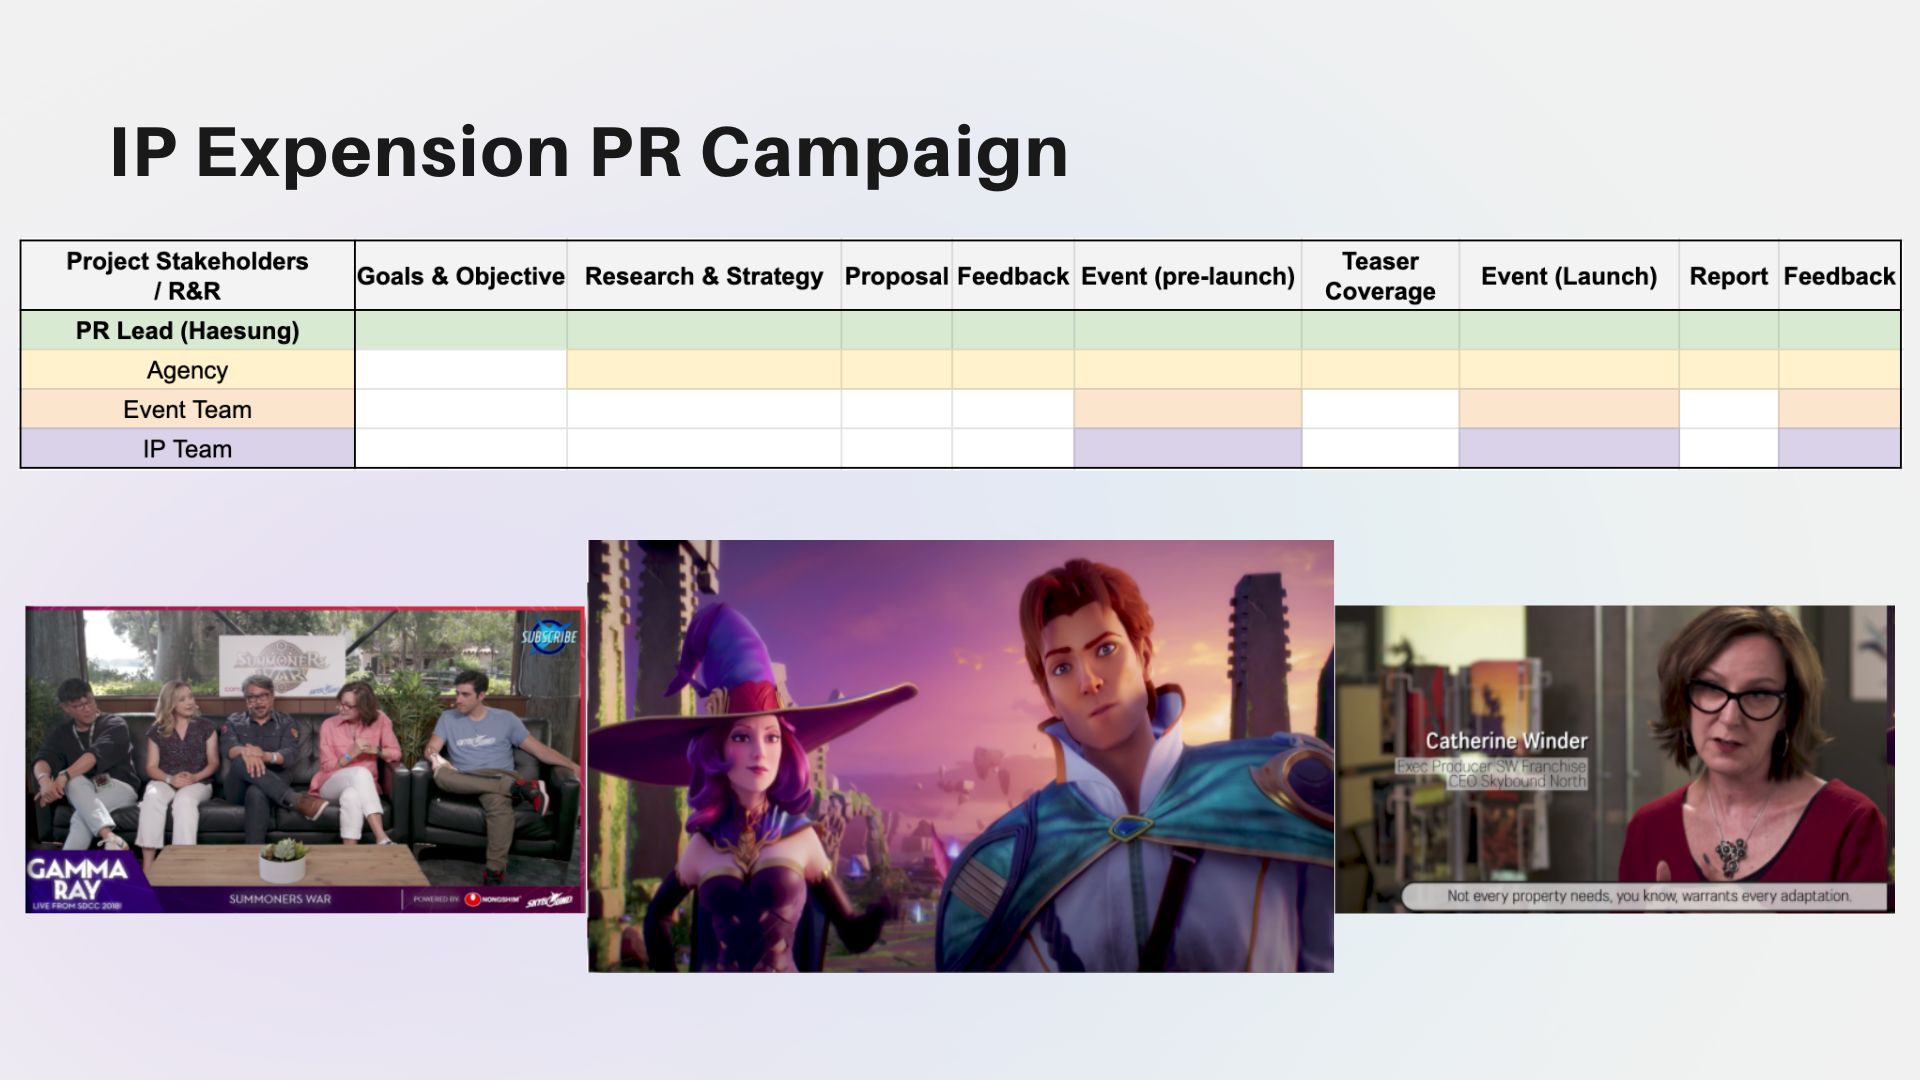 IP Expension PR Campaign
Project Stakeholders
/ R&R
Goals & Objective
Research & Strategy
Proposal
Feedback
Event (pre-launch)
Teaser
Coverage
Event (Launch)
Report
Feedback
PR Lead (Haesung)
Agency
Event Team
IP Team
SUBSCRIBE
SUMMONERS
WAR
GAMMA
RAY
LIVE FROM SDCC 2018!
SUMMONERS WAR
POWERED BY:
NONGSHIM
SKYBOUND
Catherine Winder
Exec Producer SW Franchise
CEO Skybound North
Not every property needs, you know, warrants every adaptation.